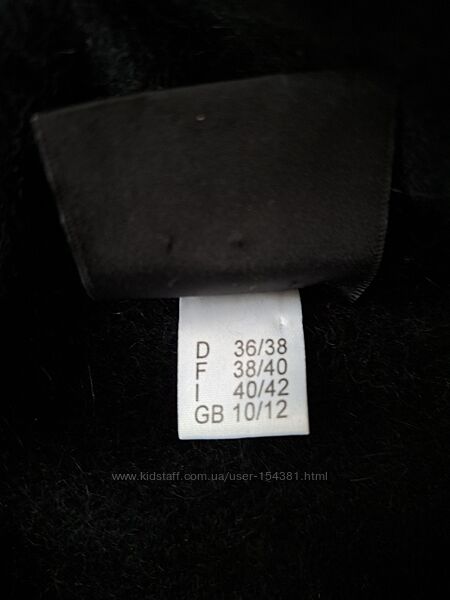 D 36/38
F 38/40
I 40/42
GB 10/12
www.kidstaff.com.ua/user-154381.html